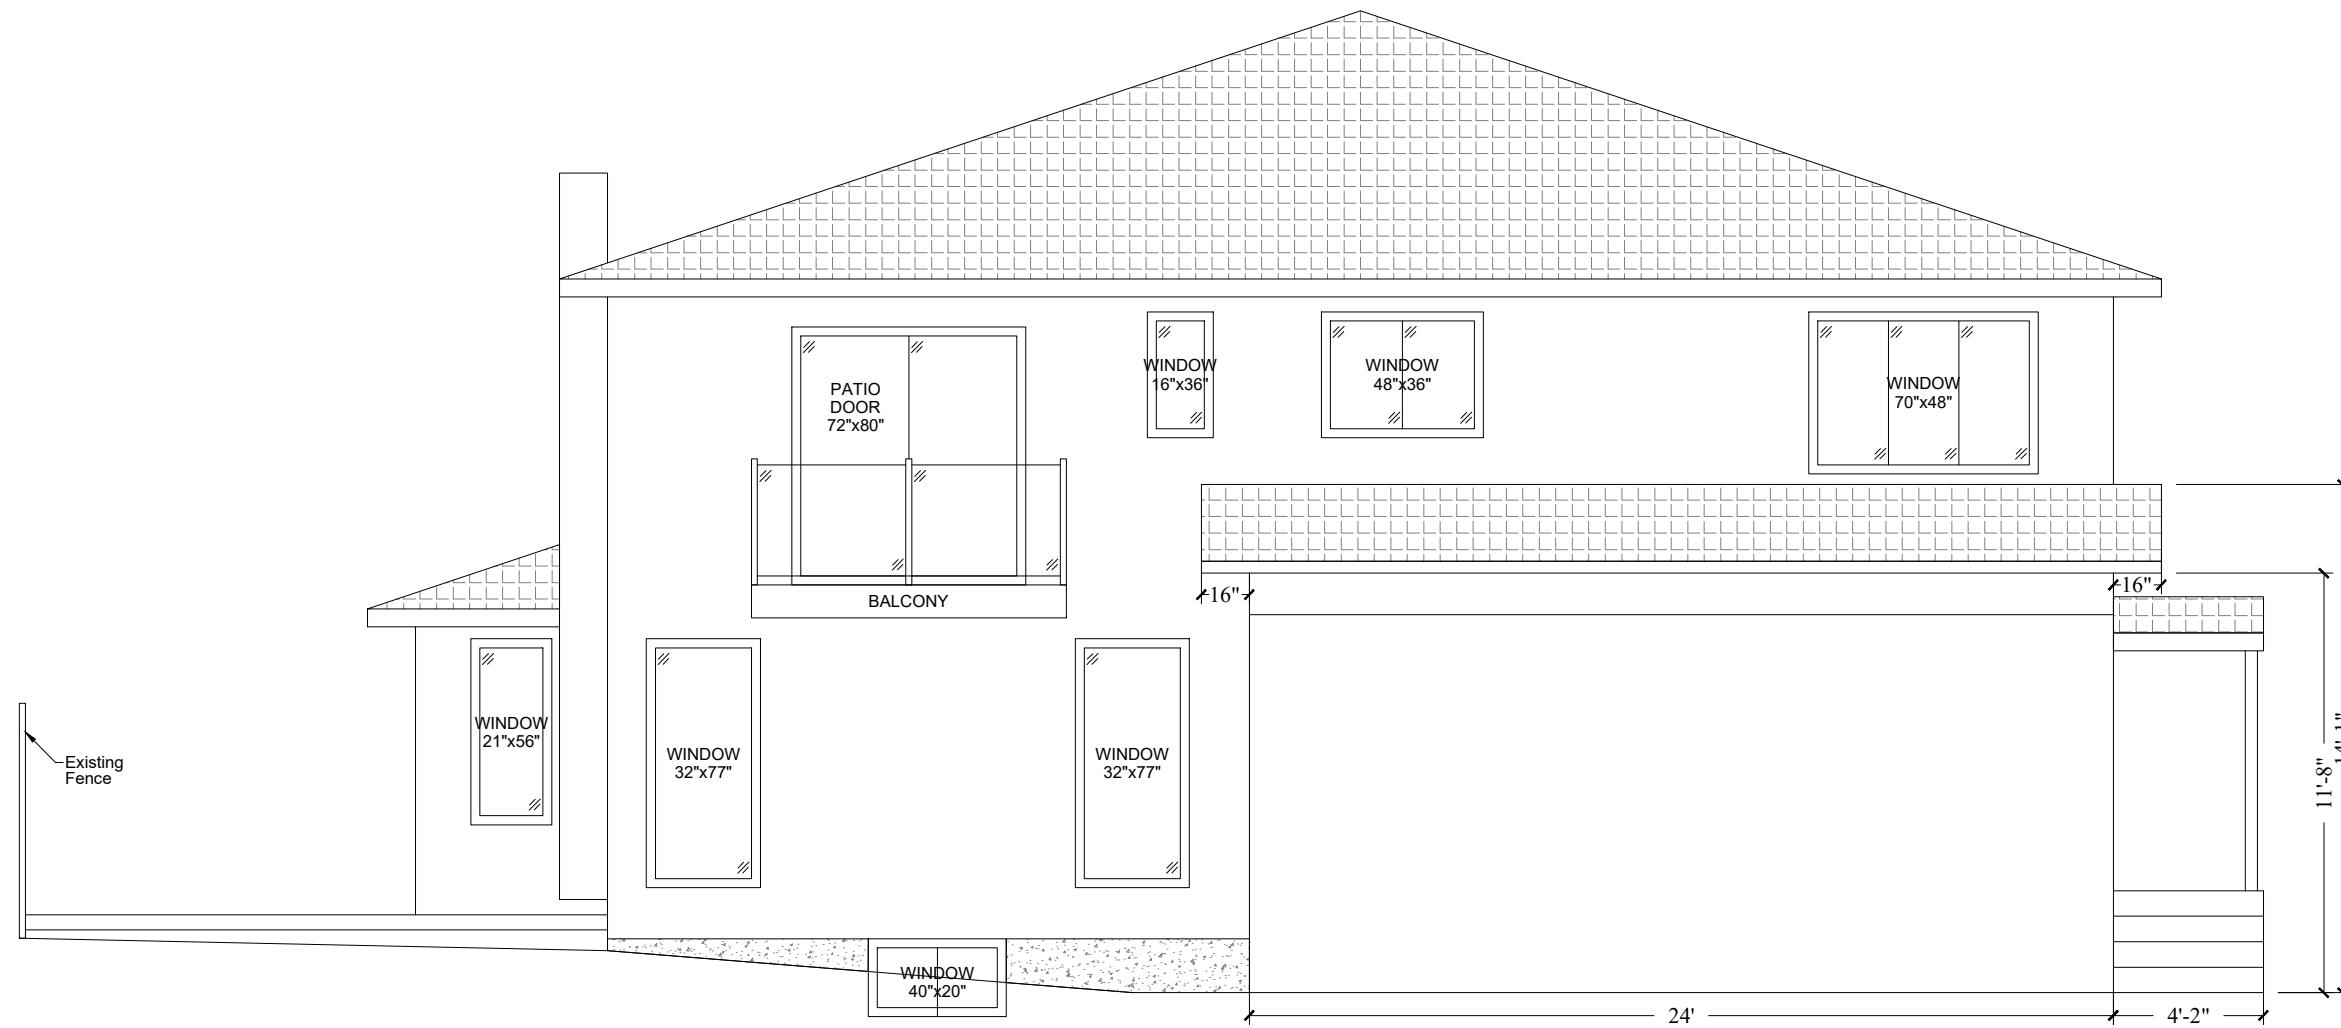 WINDOW
16"x36"
WINDOW
48"x36"
PATIO
DOOR
72"x80"
WINDOW
70"x48"
16"
16"
BALCONY
WINDOW
21"x56"
Existing
Fence
WINDOW
32"x77"
WINDOW
32"x77"
11'-8"
WINDOW
40"x20"
24'
4'-2"